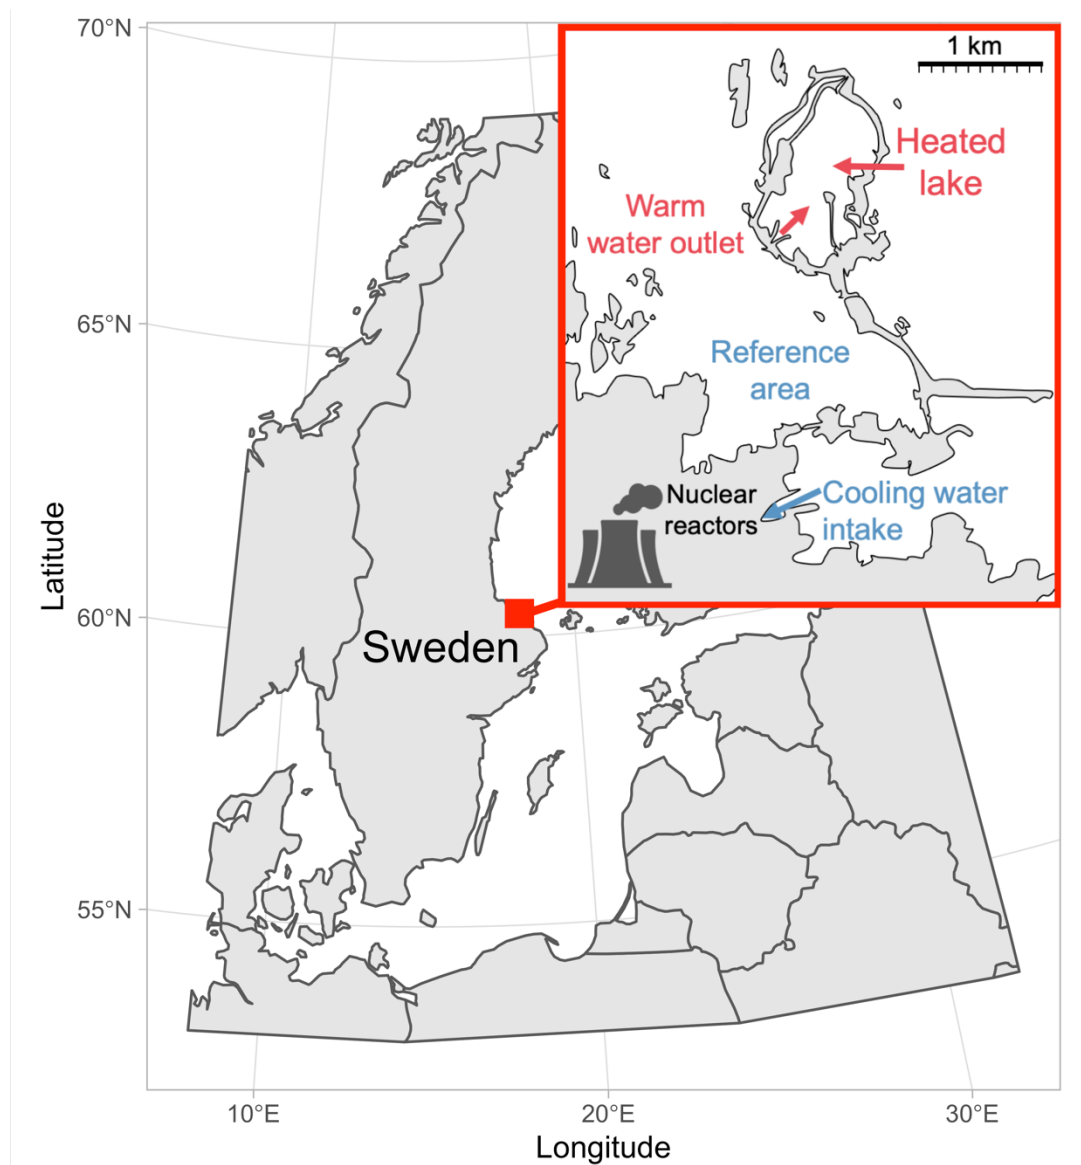 70°N
65°N
60°N
55°N
Latitude
10°E
20°E
30°E
Longitude
Sweden
1 km
Heated
lake
Warm
water outlet
Reference
area
Nuclear
reactors
Cooling water
intake